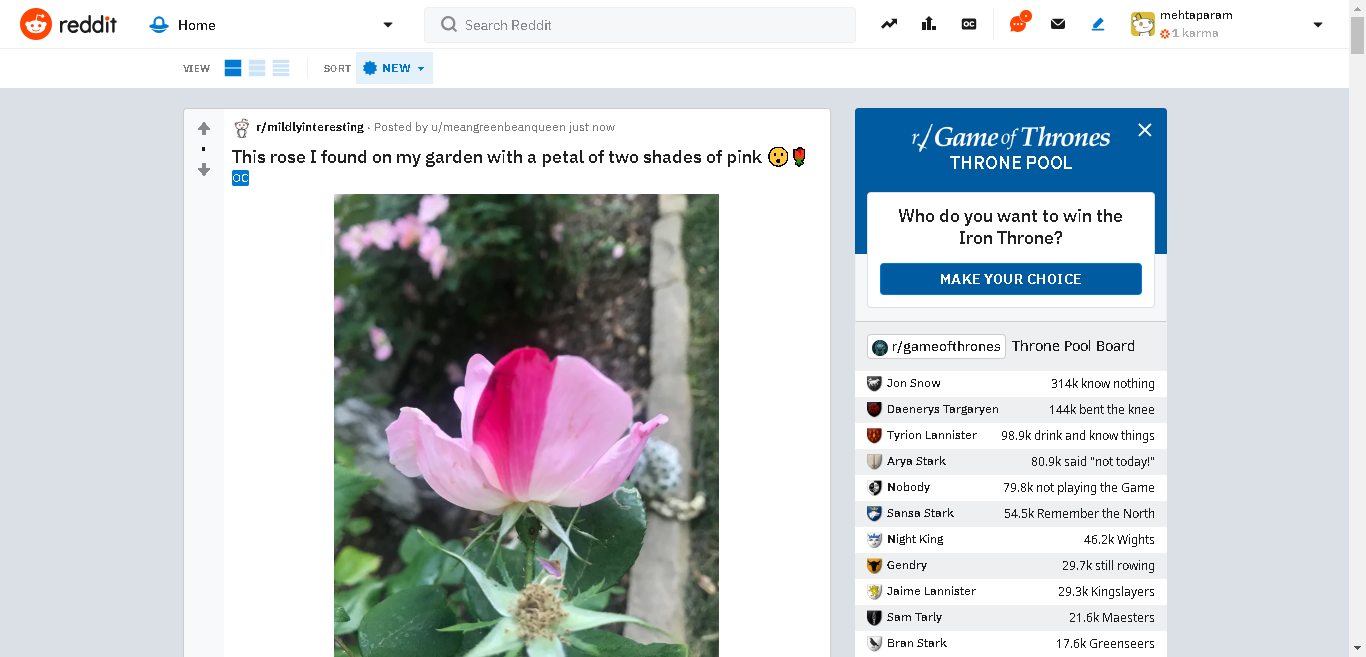 reddit
Home
Search Reddit
OC
mehtaparam
1 karma
VIEW
SORT
NEW
r/mildlyinteresting · Posted by u/meangreenbeanqueen just now
This rose I found on my garden with a petal of two shades of pink 😮🌹
OC
r/Game of Thrones
THRONE POOL
Who do you want to win the
Iron Throne?
MAKE YOUR CHOICE
r/gameofthrones Throne Pool Board
Jon Snow 314k know nothing
Daenerys Targaryen 144k bent the knee
Tyrion Lannister 98.9k drink and know things
Arya Stark 80.9k said "not today!"
Nobody 79.8k not playing the Game
Sansa Stark 54.5k Remember the North
Night King 46.2k Wights
Gendry 29.7k still rowing
Jaime Lannister 29.3k Kingslayers
Sam Tarly 21.6k Maesters
Bran Stark 17.6k Greenseers